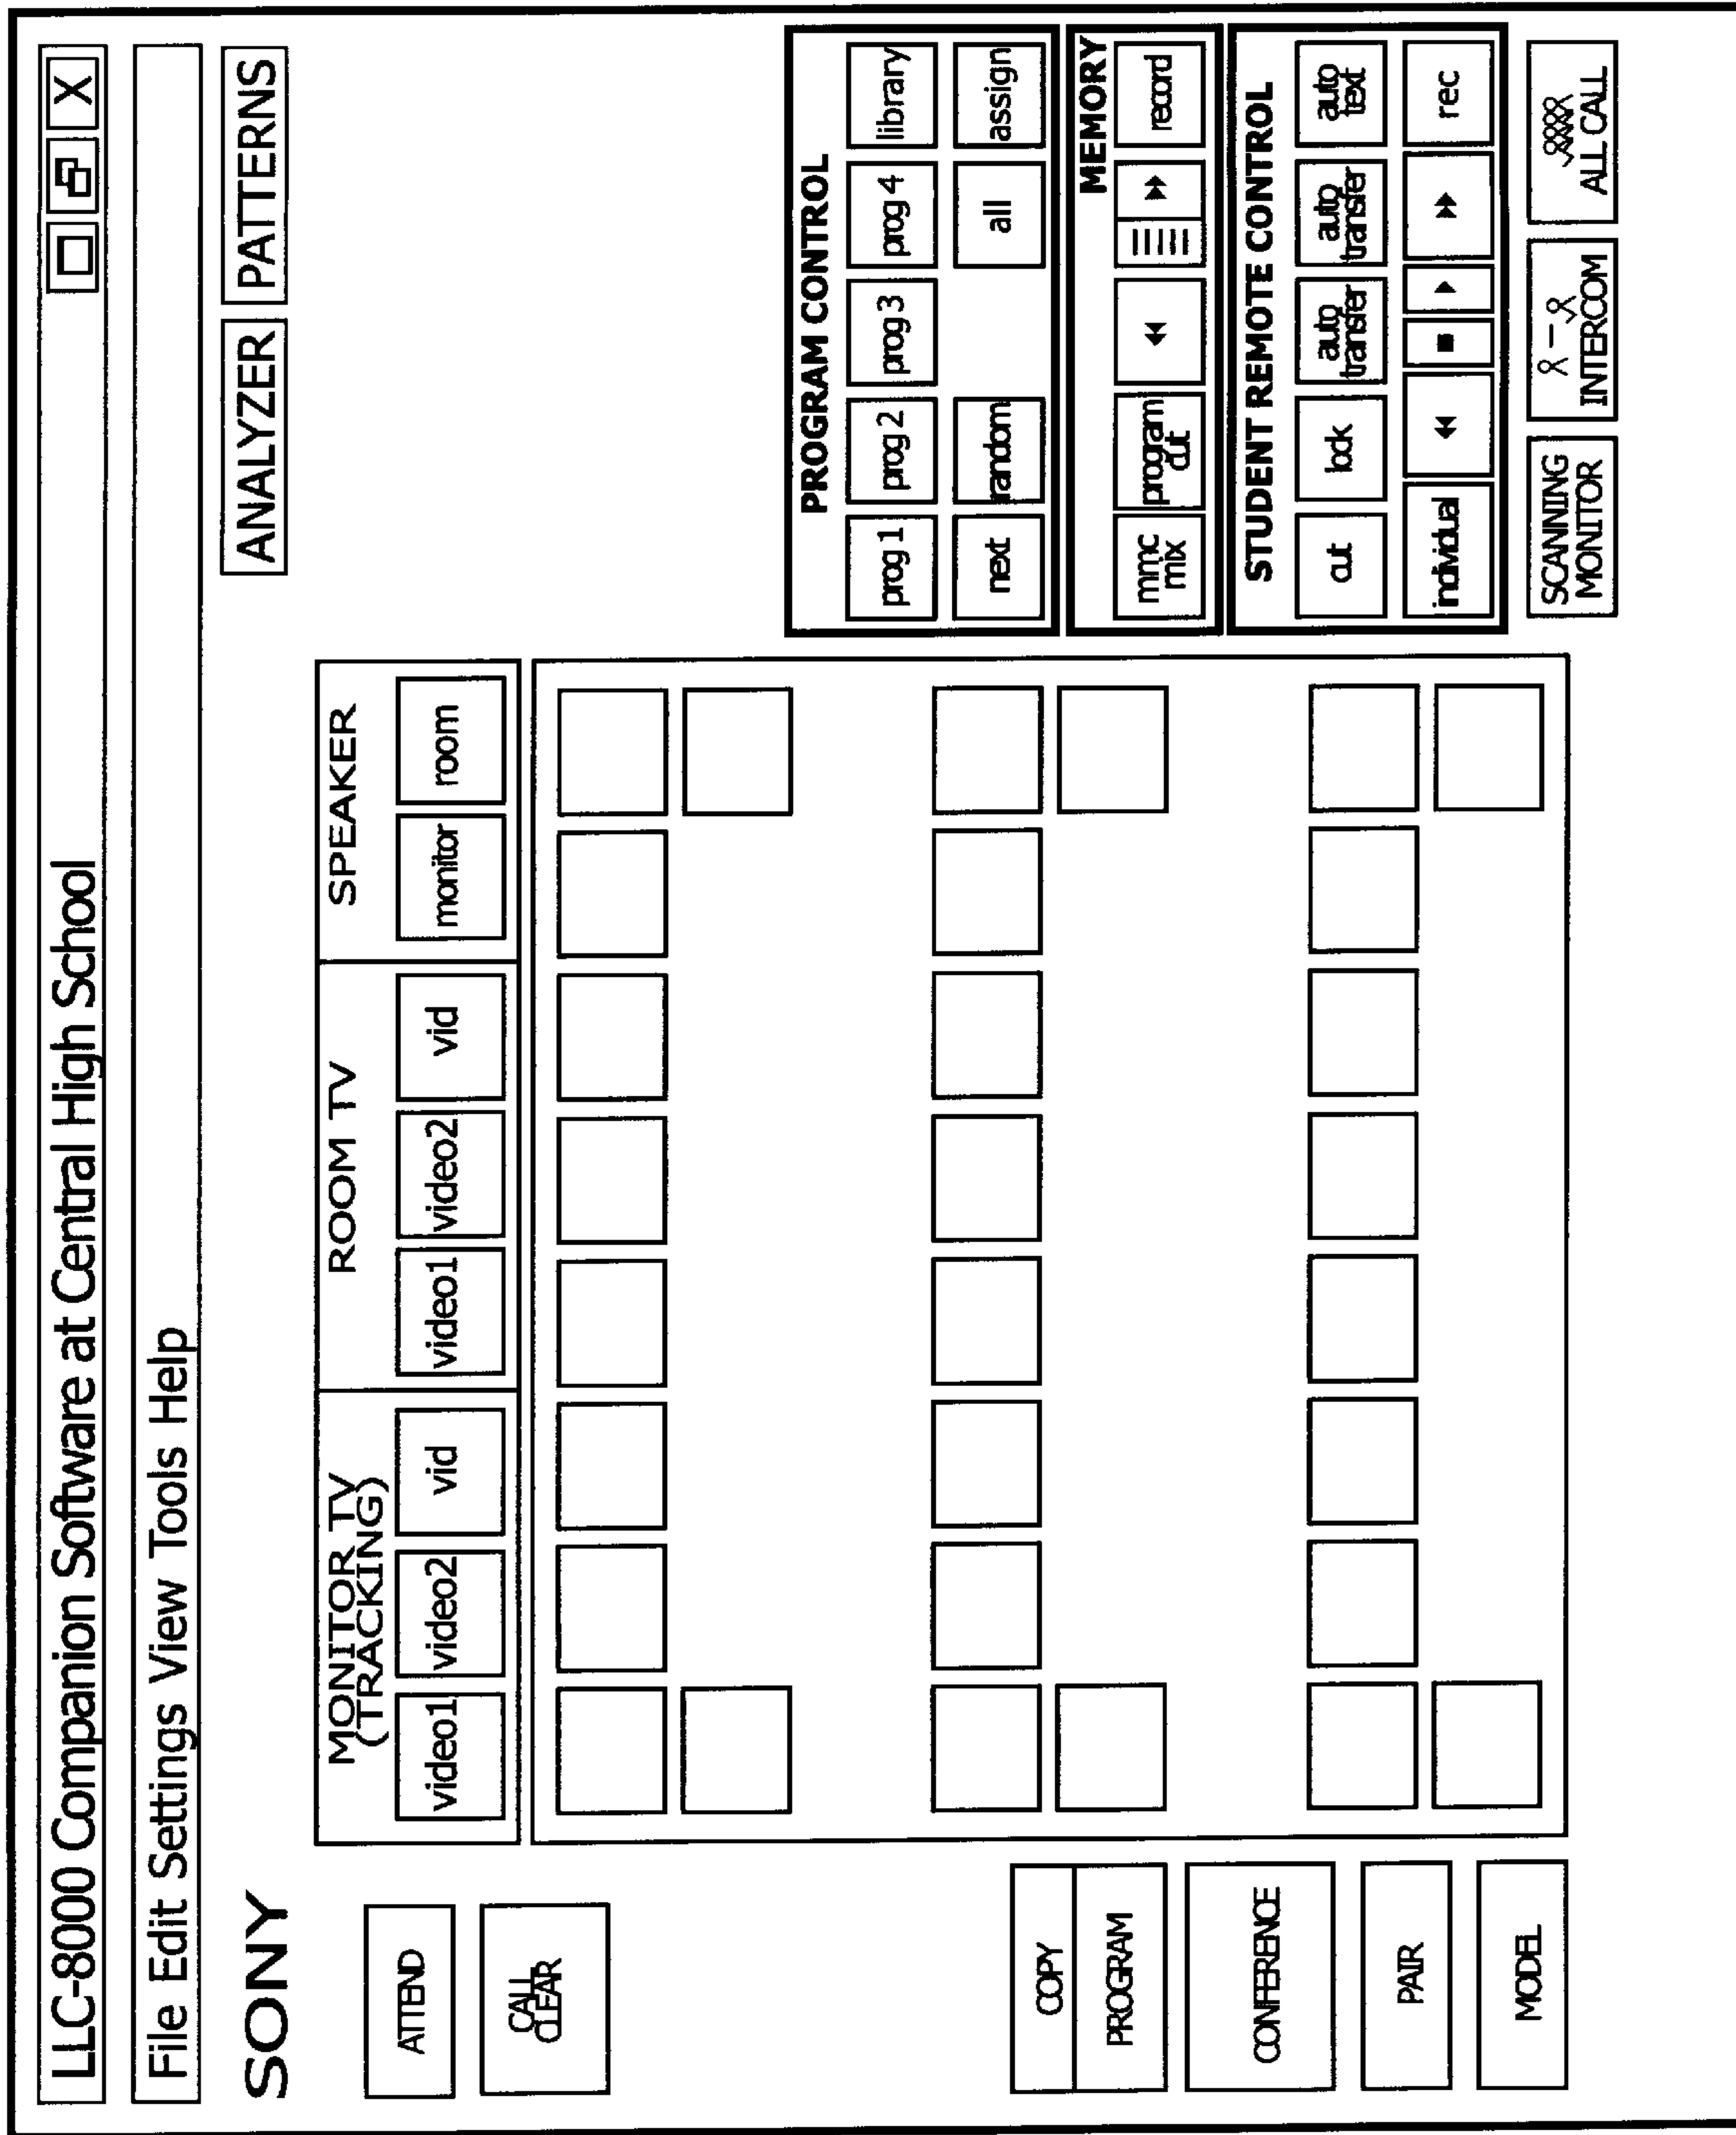 LLC-8000 Companion Software at Central High School
X
File Edit Settings View Tools Help
SONY
ANALYZER
PATTERNS
ATTEND
CALL
CLEAR
COPY
PROGRAM
CONFERENCE
PAIR
MODEL
MONITOR TV
(TRACKING)
video1
video2
vid
ROOM TV
video1
video2
vid
SPEAKER
monitor
room
PROGRAM CONTROL
prog 1
prog 2
prog 3
prog 4
library
next
random
all
assign
MEMORY
mmc
mix
program
cut
record
STUDENT REMOTE CONTROL
cut
lock
auto
transfer
auto
transfer
auto
text
individual
rec
SCANNING
MONITOR
INTERCOM
ALL CALL